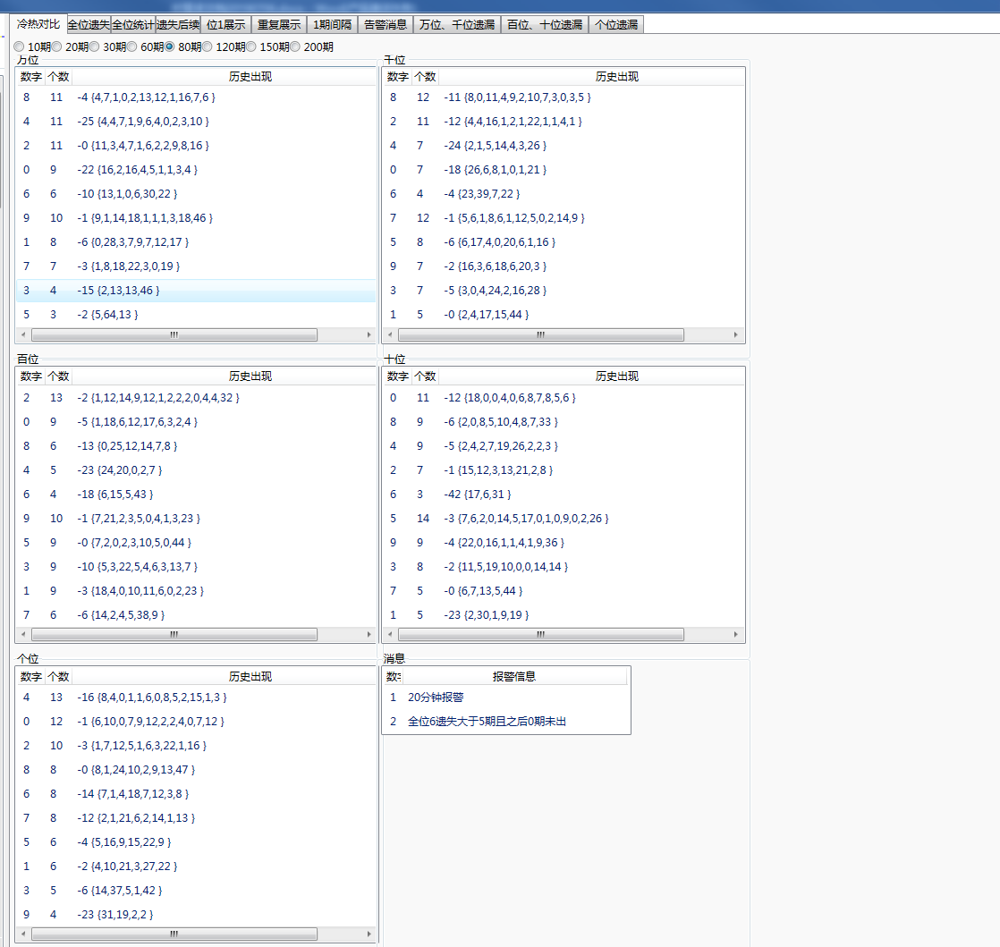 冷热对比 全位遗失 全位统计 遗失后续 位1展示 重复展示 1期间隔 告警消息 万位、千位遗漏 百位、十位遗漏 个位遗漏
10期 20期 30期 60期 80期 120期 150期 200期
万位
数字 个数 历史出现
8 11 -4 {4,7,1,0,2,13,12,1,16,7,6 }
4 11 -25 {4,4,7,1,9,6,4,0,2,3,10 }
2 11 -0 {11,3,4,7,1,6,2,2,9,8,16 }
0 9 -22 {16,2,16,4,5,1,1,3,4 }
6 6 -10 {13,1,0,6,30,22 }
9 10 -1 {9,1,14,18,1,1,1,3,18,46 }
1 8 -6 {0,28,3,7,9,7,12,17 }
7 7 -3 {1,8,18,22,3,0,19 }
3 4 -15 {2,13,13,46 }
5 3 -2 {5,64,13 }
千位
数字 个数 历史出现
8 12 -11 {8,0,11,4,9,2,10,7,3,0,3,5 }
2 11 -12 {4,4,16,1,2,1,22,1,1,4,1 }
4 7 -24 {2,1,5,14,4,3,26 }
0 7 -18 {26,6,8,1,0,1,21 }
6 4 -4 {23,39,7,22 }
7 12 -1 {5,6,1,8,6,1,12,5,0,2,14,9 }
5 8 -6 {6,17,4,0,20,6,1,16 }
9 7 -2 {16,3,6,18,6,20,3 }
3 7 -5 {3,0,4,24,2,16,28 }
1 5 -0 {2,4,17,15,44 }
百位
数字 个数 历史出现
2 13 -2 {1,12,14,9,12,1,2,2,2,0,4,4,32 }
0 9 -5 {1,18,6,12,17,6,3,2,4 }
8 6 -13 {0,25,12,14,7,8 }
4 5 -23 {24,20,0,2,7 }
6 4 -18 {6,15,5,43 }
9 10 -1 {7,21,2,3,5,0,4,1,3,23 }
5 9 -0 {7,2,0,2,3,10,5,0,44 }
3 9 -10 {5,3,22,5,4,6,3,13,7 }
1 9 -3 {18,4,0,10,11,6,0,2,23 }
7 6 -6 {14,2,4,5,38,9 }
十位
数字 个数 历史出现
0 11 -12 {18,0,0,4,0,6,8,7,8,5,6 }
8 9 -6 {2,0,8,5,10,4,8,7,33 }
4 9 -5 {2,4,2,7,19,26,2,2,3 }
2 7 -1 {15,12,3,13,21,2,8 }
6 3 -42 {17,6,31 }
5 14 -3 {7,6,2,0,14,5,17,0,1,0,9,0,2,26 }
9 9 -4 {22,0,16,1,1,4,1,9,36 }
3 8 -2 {11,5,19,10,0,0,14,14 }
7 5 -0 {6,7,13,5,44 }
1 5 -23 {2,30,1,9,19 }
个位
数字 个数 历史出现
4 13 -16 {8,4,0,1,1,6,0,8,5,2,15,1,3 }
0 12 -1 {6,10,0,7,9,12,2,2,4,0,7,12 }
2 10 -3 {1,7,12,5,1,6,3,22,1,16 }
8 8 -0 {8,1,24,10,2,9,13,47 }
6 8 -14 {7,1,4,18,7,12,3,8 }
7 8 -12 {2,1,21,6,2,14,1,13 }
5 6 -4 {5,16,9,15,22,9 }
1 6 -2 {4,10,21,3,27,22 }
3 5 -6 {14,37,5,1,42 }
9 4 -23 {31,19,2,2 }
消息
报警信息
1 20分钟报警
2 全位6遗失大于5期且之后0期未出